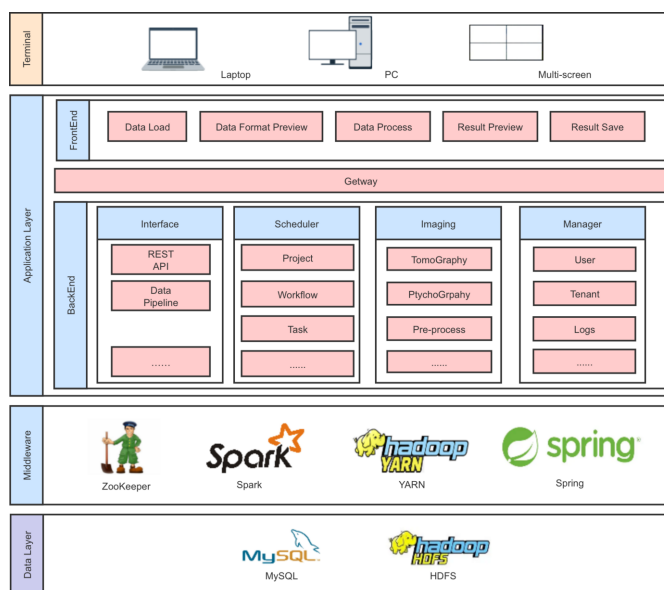 Terminal
Laptop
PC
Multi-screen
Application Layer
FrontEnd
Data Load
Data Format Preview
Data Process
Result Preview
Result Save
Getway
BackEnd
Interface
REST
API
Data
Pipeline
......
Scheduler
Project
Workflow
Task
......
Imaging
TomoGraphy
PtychoGrpahy
Pre-process
......
Manager
User
Tenant
Logs
......
Middleware
ZooKeeper
Spark
Spark
hadoop
YARN
YARN
spring
Spring
Data Layer
MySQL
MySQL
hadoop
HDFS
HDFS